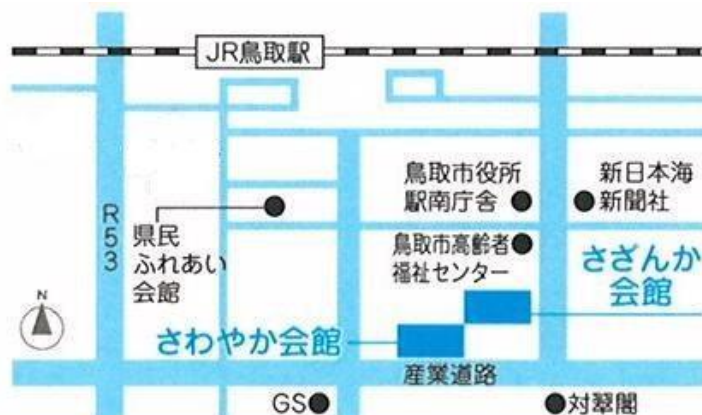 JR鳥取駅
鳥取市役所
駅南庁舎
新日本海
新聞社
R53
県民
ふれあい
会館
鳥取市高齢者
福祉センター
さざんか
会館
N
さわやか会館
産業道路
GS
対翠閣